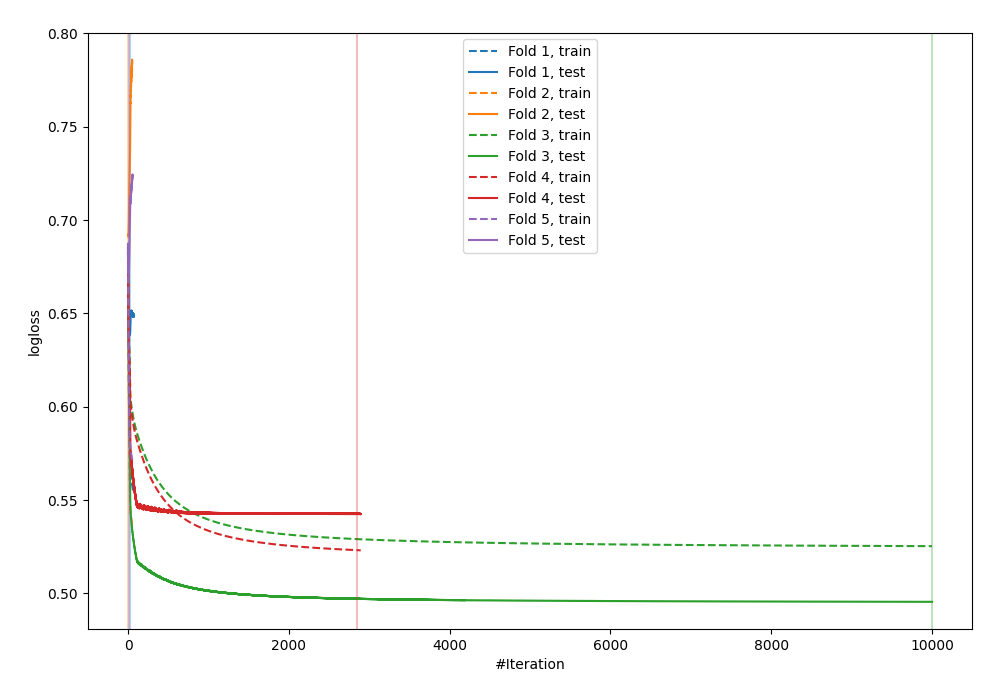 0.80
0.75
0.70
0.65
0.60
0.55
0.50
logloss
Fold 1, train
Fold 1, test
Fold 2, train
Fold 2, test
Fold 3, train
Fold 3, test
Fold 4, train
Fold 4, test
Fold 5, train
Fold 5, test
0 2000 4000 6000 8000 10000
#Iteration